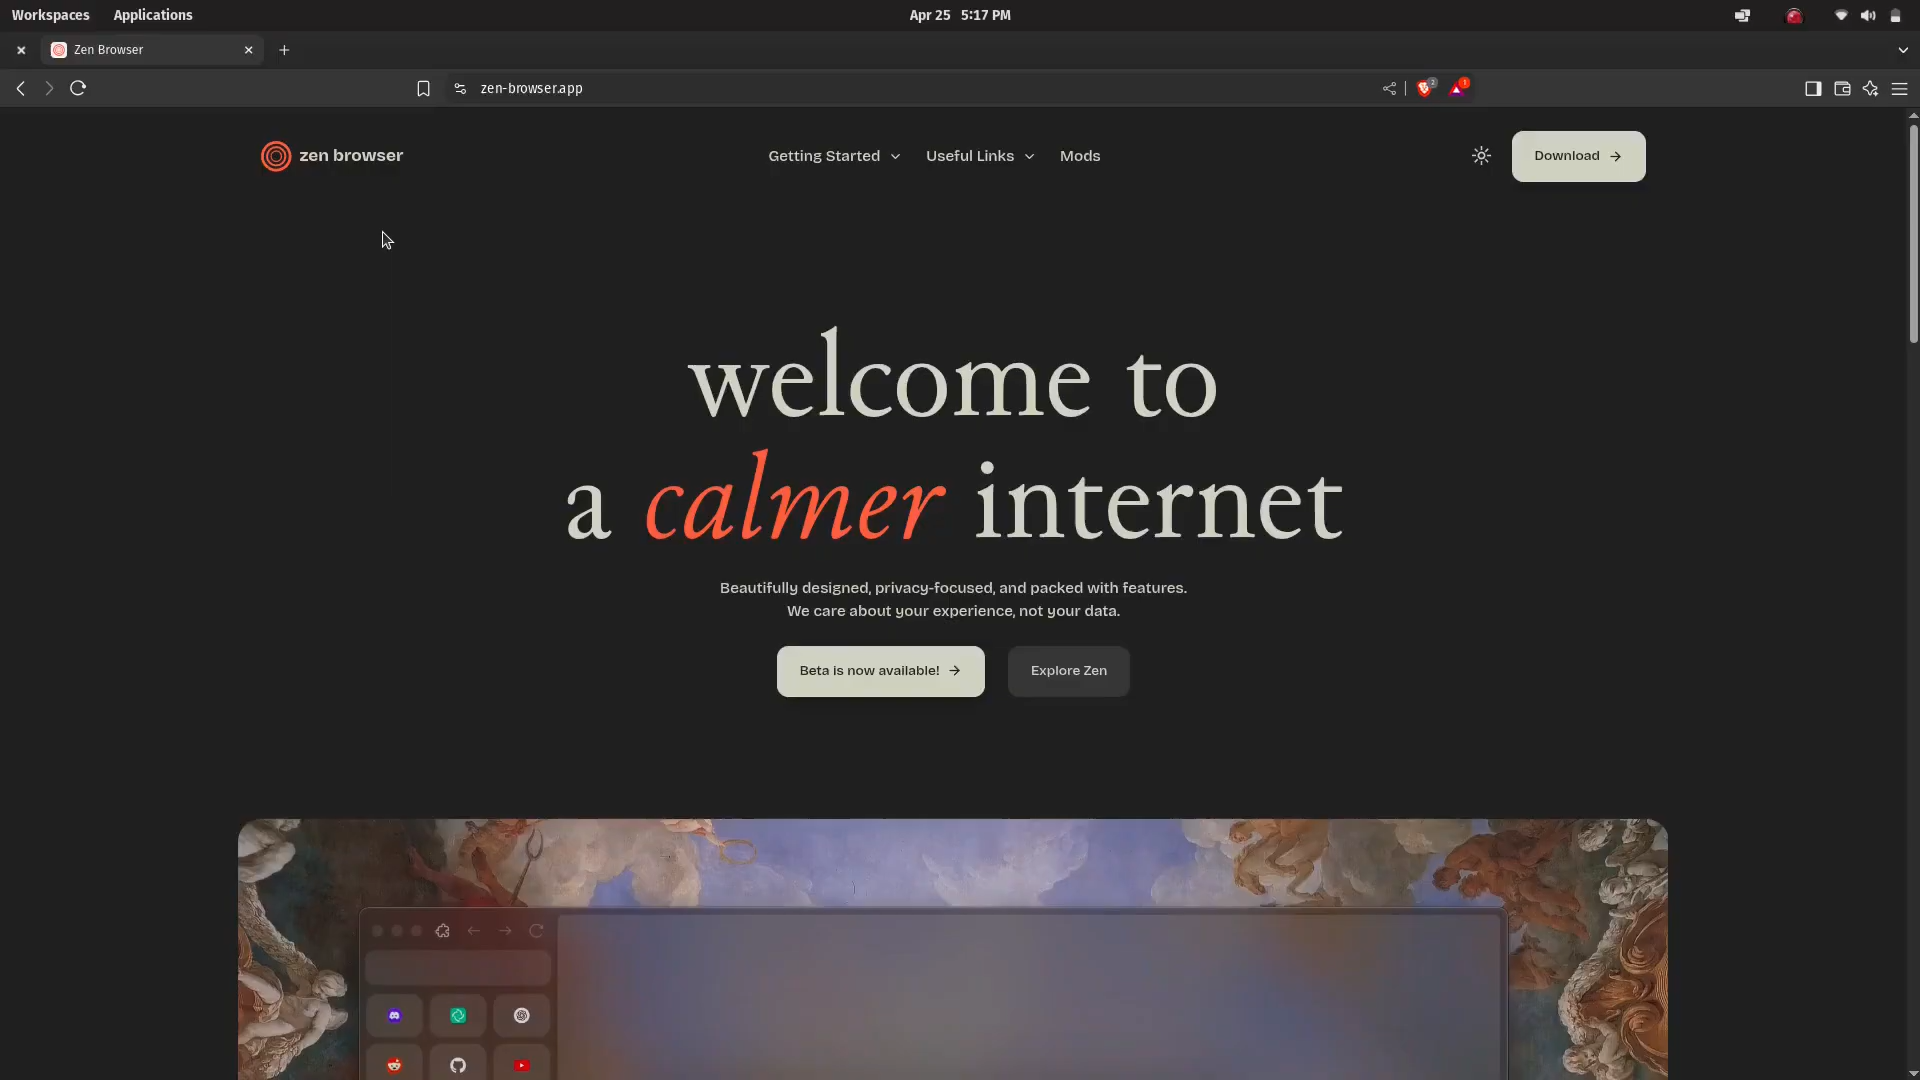 Workspaces Applications Apr 25 5:17 PM
Zen Browser
zen-browser.app 2 1
zen browser Getting Started Useful Links Mods Download →
welcome to
a calmer internet
Beautifully designed, privacy-focused, and packed with features.
We care about your experience, not your data.
Beta is now available! → Explore Zen